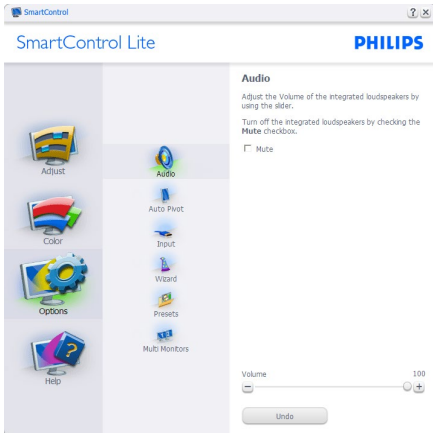 SmartControl
SmartControl Lite
PHILIPS
Adjust
Color
Options
Help
Audio
Auto Pivot
Input
Wizard
Presets
Multi Monitors
Audio
Adjust the Volume of the integrated loudspeakers by
using the slider.
Turn off the integrated loudspeakers by checking the
Mute checkbox.
Mute
Volume 100
Undo